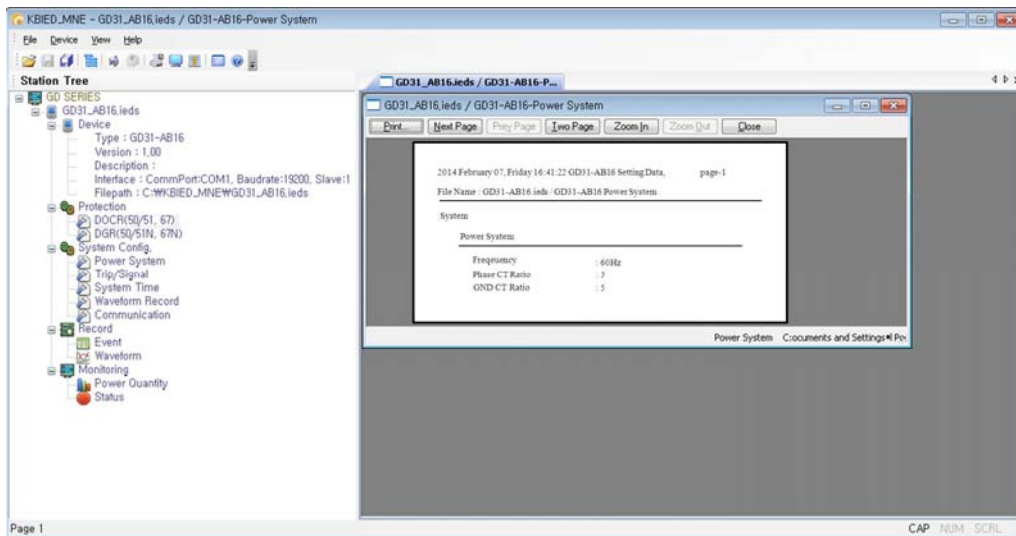 KBIED_MNE - GD31_AB16.ieds / GD31-AB16-Power System
File Device View Help
Station Tree
GD SERIES
GD31_AB16.ieds
Device
Type : GD31-AB16
Version : 1.00
Description :
Interface : CommPort:COM1, Baudrate:19200, Slave:1
Filepath : C:₩KBIED_MNE₩GD31_AB16.ieds
Protection
DOCR(50/51, 67)
DGR(50/51N, 67N)
System Config.
Power System
Trip/Signal
System Time
Waveform Record
Communication
Record
Event
Waveform
Monitoring
Power Quantity
Status
GD31_AB16.ieds / GD31-AB16-P...
GD31_AB16.ieds / GD31-AB16-Power System
Print... Next Page Prev Page Two Page Zoom In Zoom Out Close
2014 February 07, Friday 16:41:22 GD31-AB16 Setting Data, page-1
File Name : GD31-AB16.ieds / GD31-AB16 Power System
System
Power System
Freqeuency : 60Hz
Phase CT Ratio : 5
GND CT Ratio : 5
Power System C:ocuments and Settings
Page 1
CAP NUM SCRL